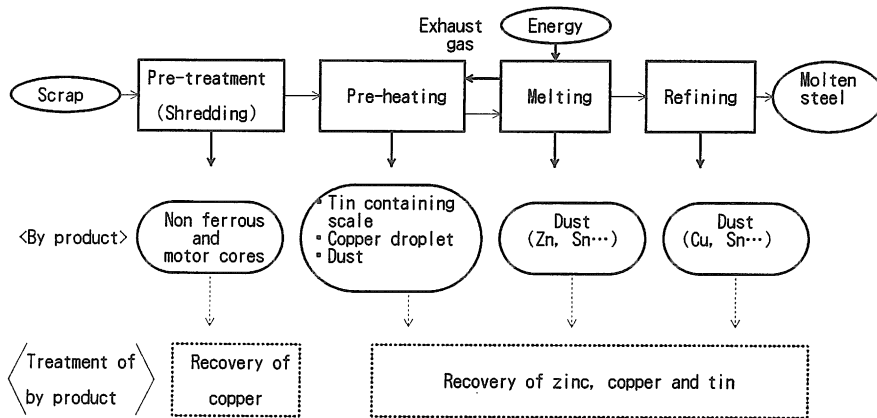 Exhaust
gas
Energy
Scrap
Pre-treatment
(Shredding)
Pre-heating
Melting
Refining
Molten
steel
<By product>
Non ferrous
and
motor cores
▫ Tin containing
scale
▫ Copper droplet
▫ Dust
Dust
(Zn, Sn…)
Dust
(Cu, Sn…)
Treatment of
by product
Recovery of
copper
Recovery of zinc, copper and tin